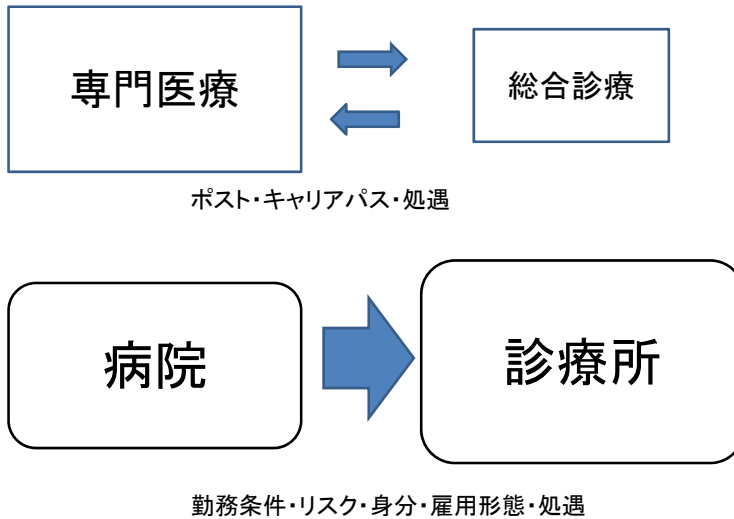 専門医療
総合診療
ポスト・キャリアパス・処遇
病院
診療所
勤務条件・リスク・身分・雇用形態・処遇